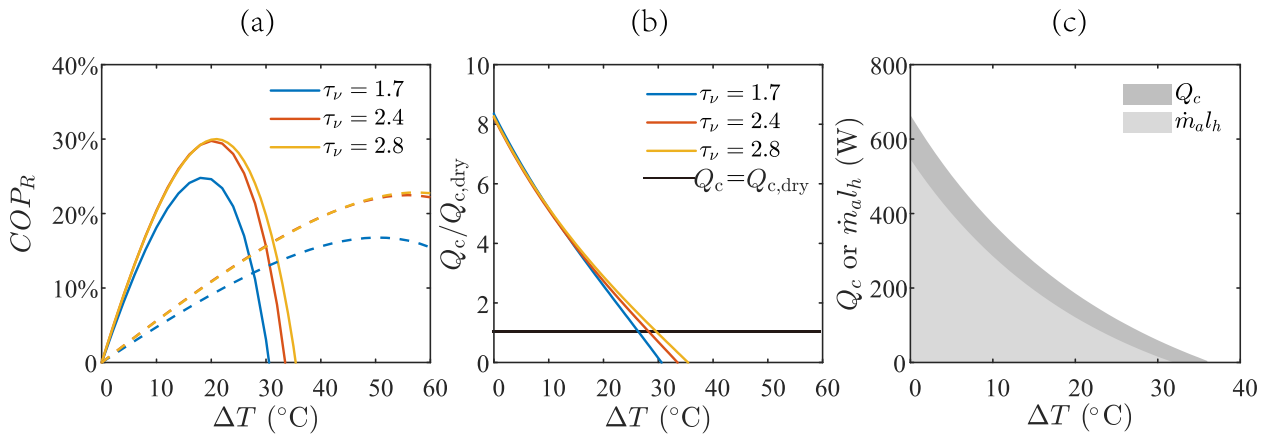 (a)
40%
30%
20%
10%
0
0 10 20 30 40 50 60
COP_R
ΔT (°C)
τ_ν = 1.7
τ_ν = 2.4
τ_ν = 2.8
(b)
10
8
6
4
2
0
0 10 20 30 40 50 60
Q_c/Q_{c,dry}
ΔT (°C)
τ_ν = 1.7
τ_ν = 2.4
τ_ν = 2.8
Q_c = Q_{c,dry}
(c)
800
600
400
200
0
0 10 20 30 40
Q_c or ṁ_a l_h (W)
ΔT (°C)
Q_c
ṁ_a l_h